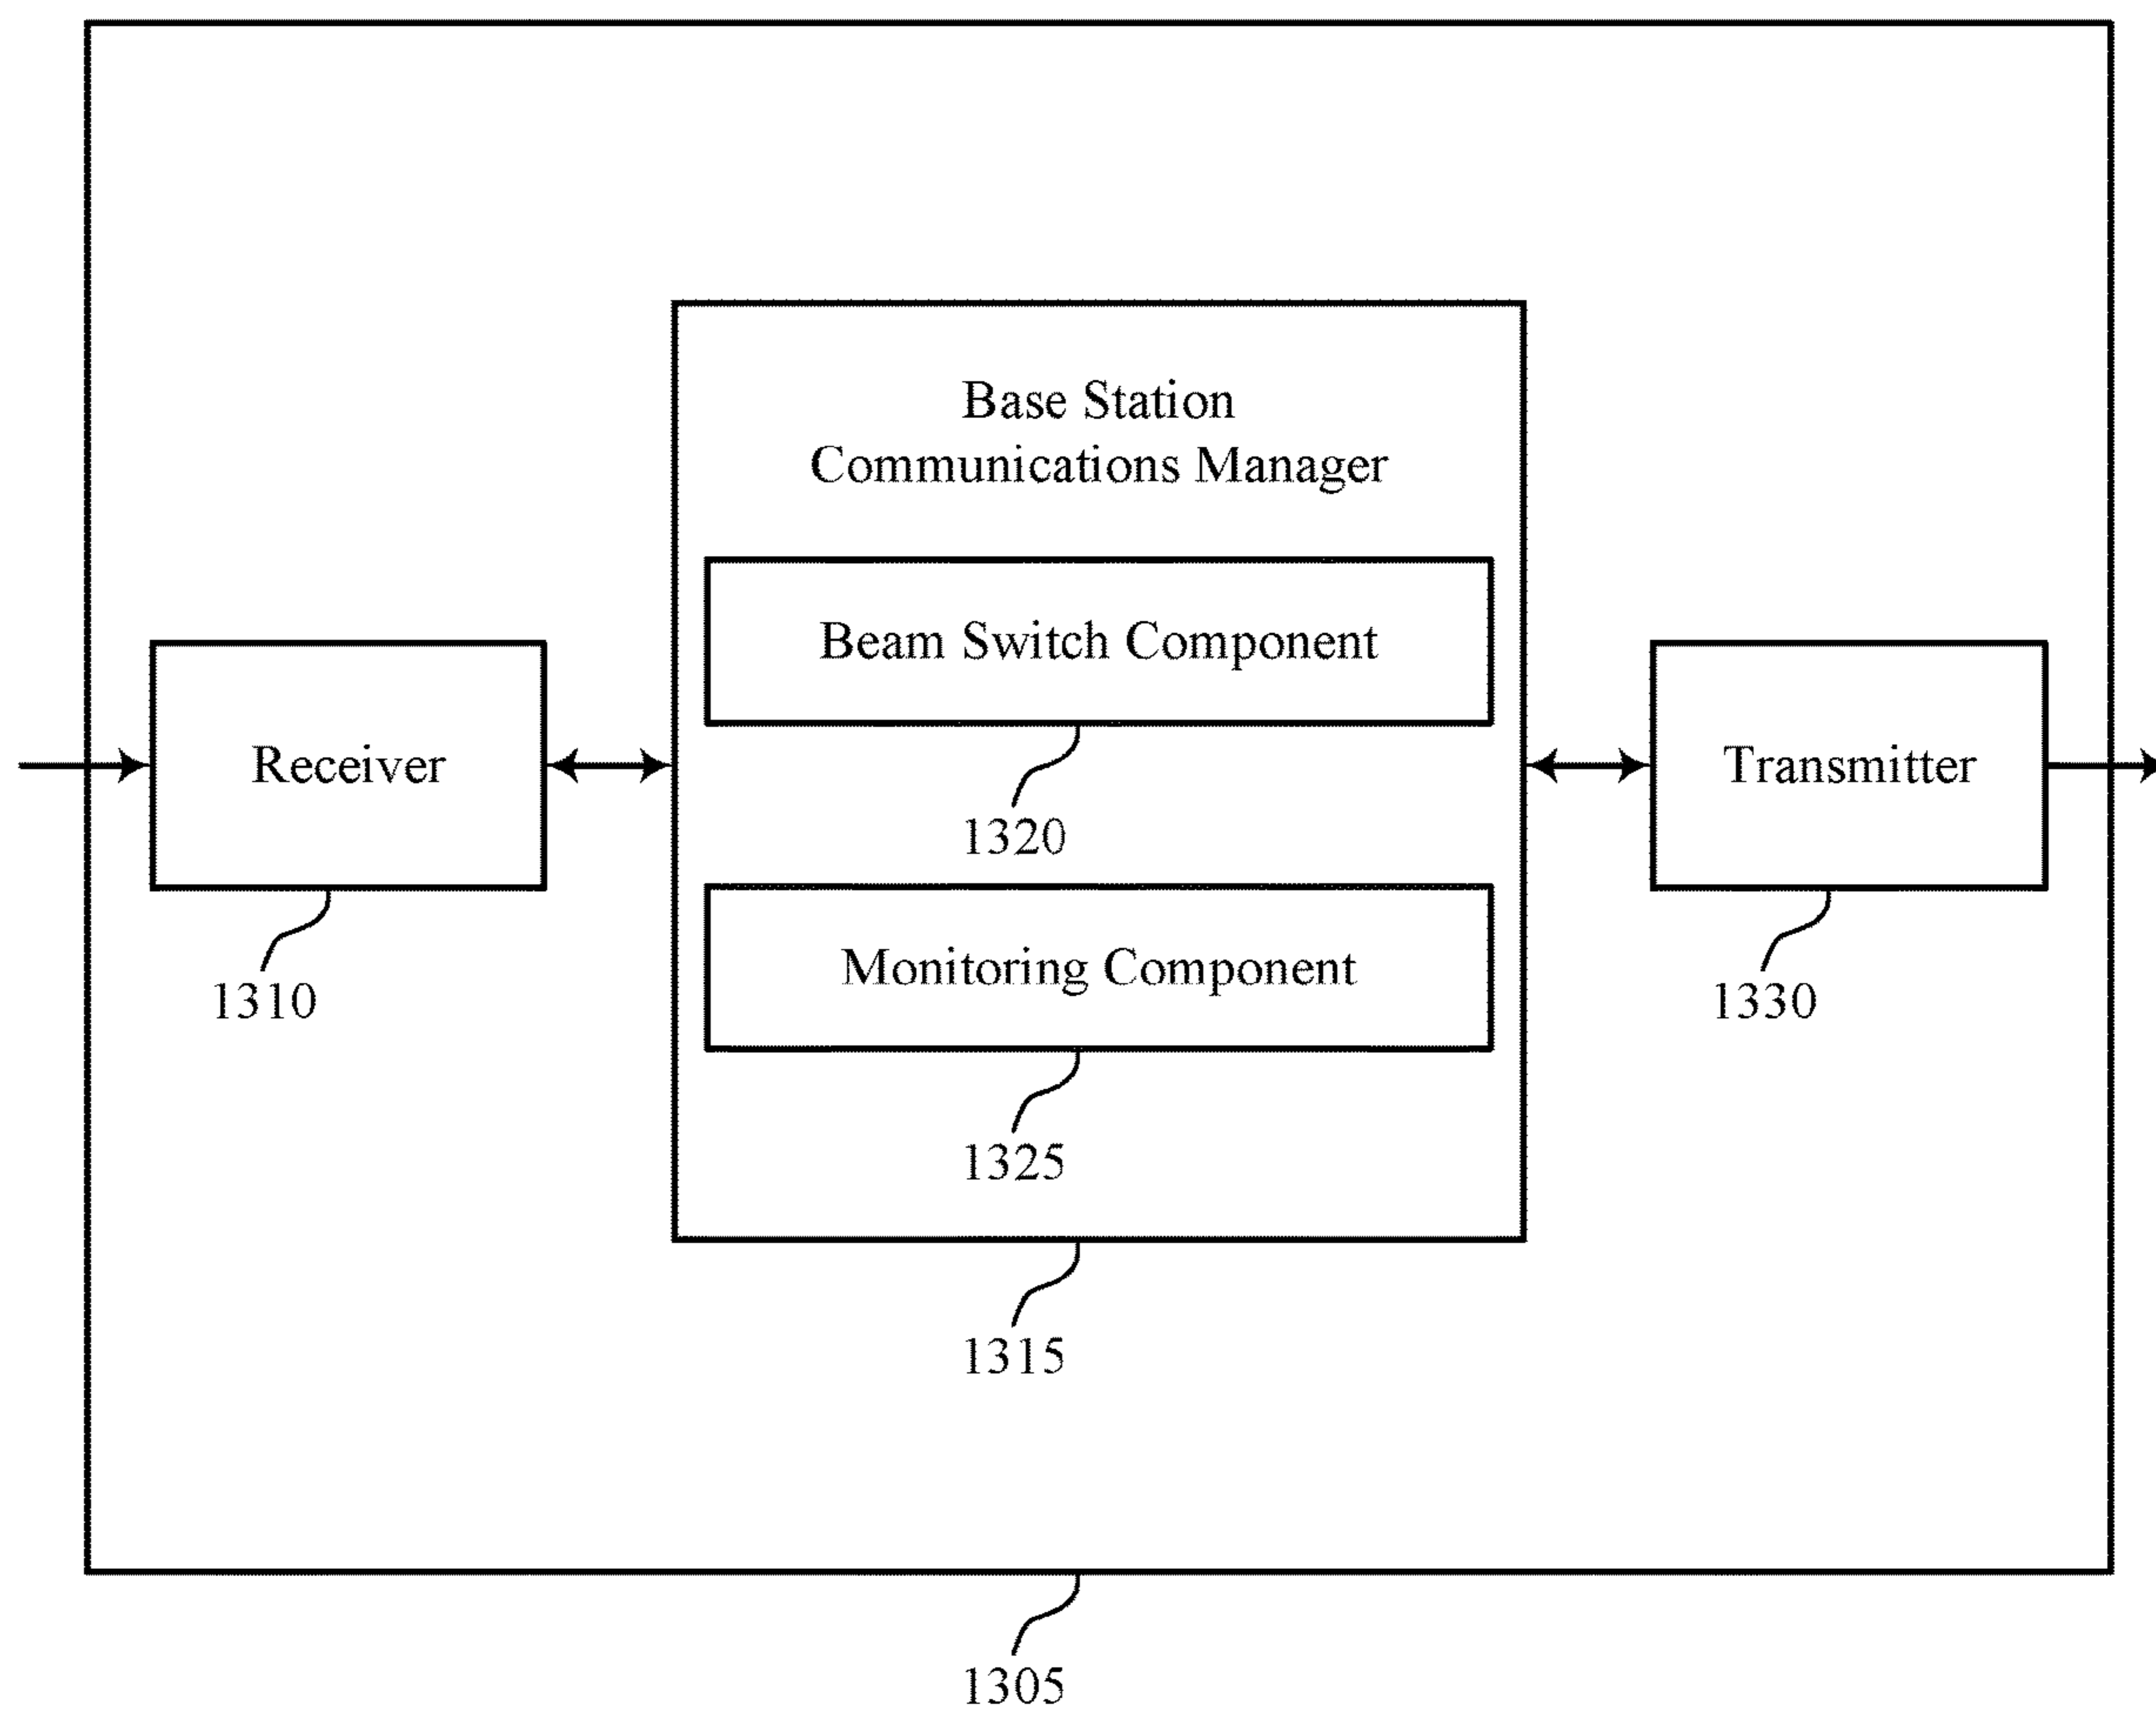 Base Station
Communications Manager
Beam Switch Component
Receiver
Transmitter
1320
Monitoring Component
1310
1330
1325
1315
1305